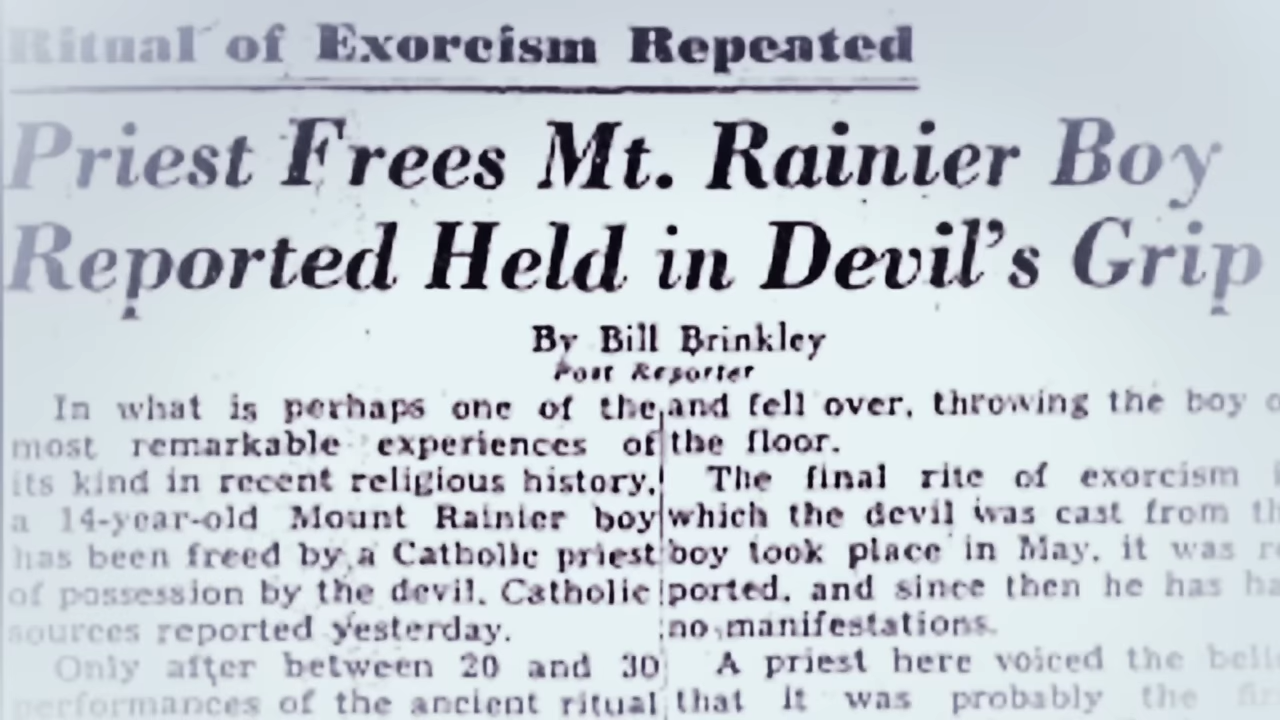 Ritual of Exorcism Repeated
Priest Frees Mt. Rainier Boy
Reported Held in Devil's Grip
By Bill Brinkley
Post Reporter
In what is perhaps one of the
most remarkable experiences of
its kind in recent religious history,
a 14-year-old Mount Rainier boy
has been freed by a Catholic priest
of possession by the devil, Catholic
sources reported yesterday.
Only after between 20 and 30
performances of the ancient ritual
and fell over, throwing the boy
the floor.
The final rite of exorcism
which the devil was cast from
boy took place in May, it was
ported, and since then he has
no manifestations.
A priest here voiced the
that it was probably the